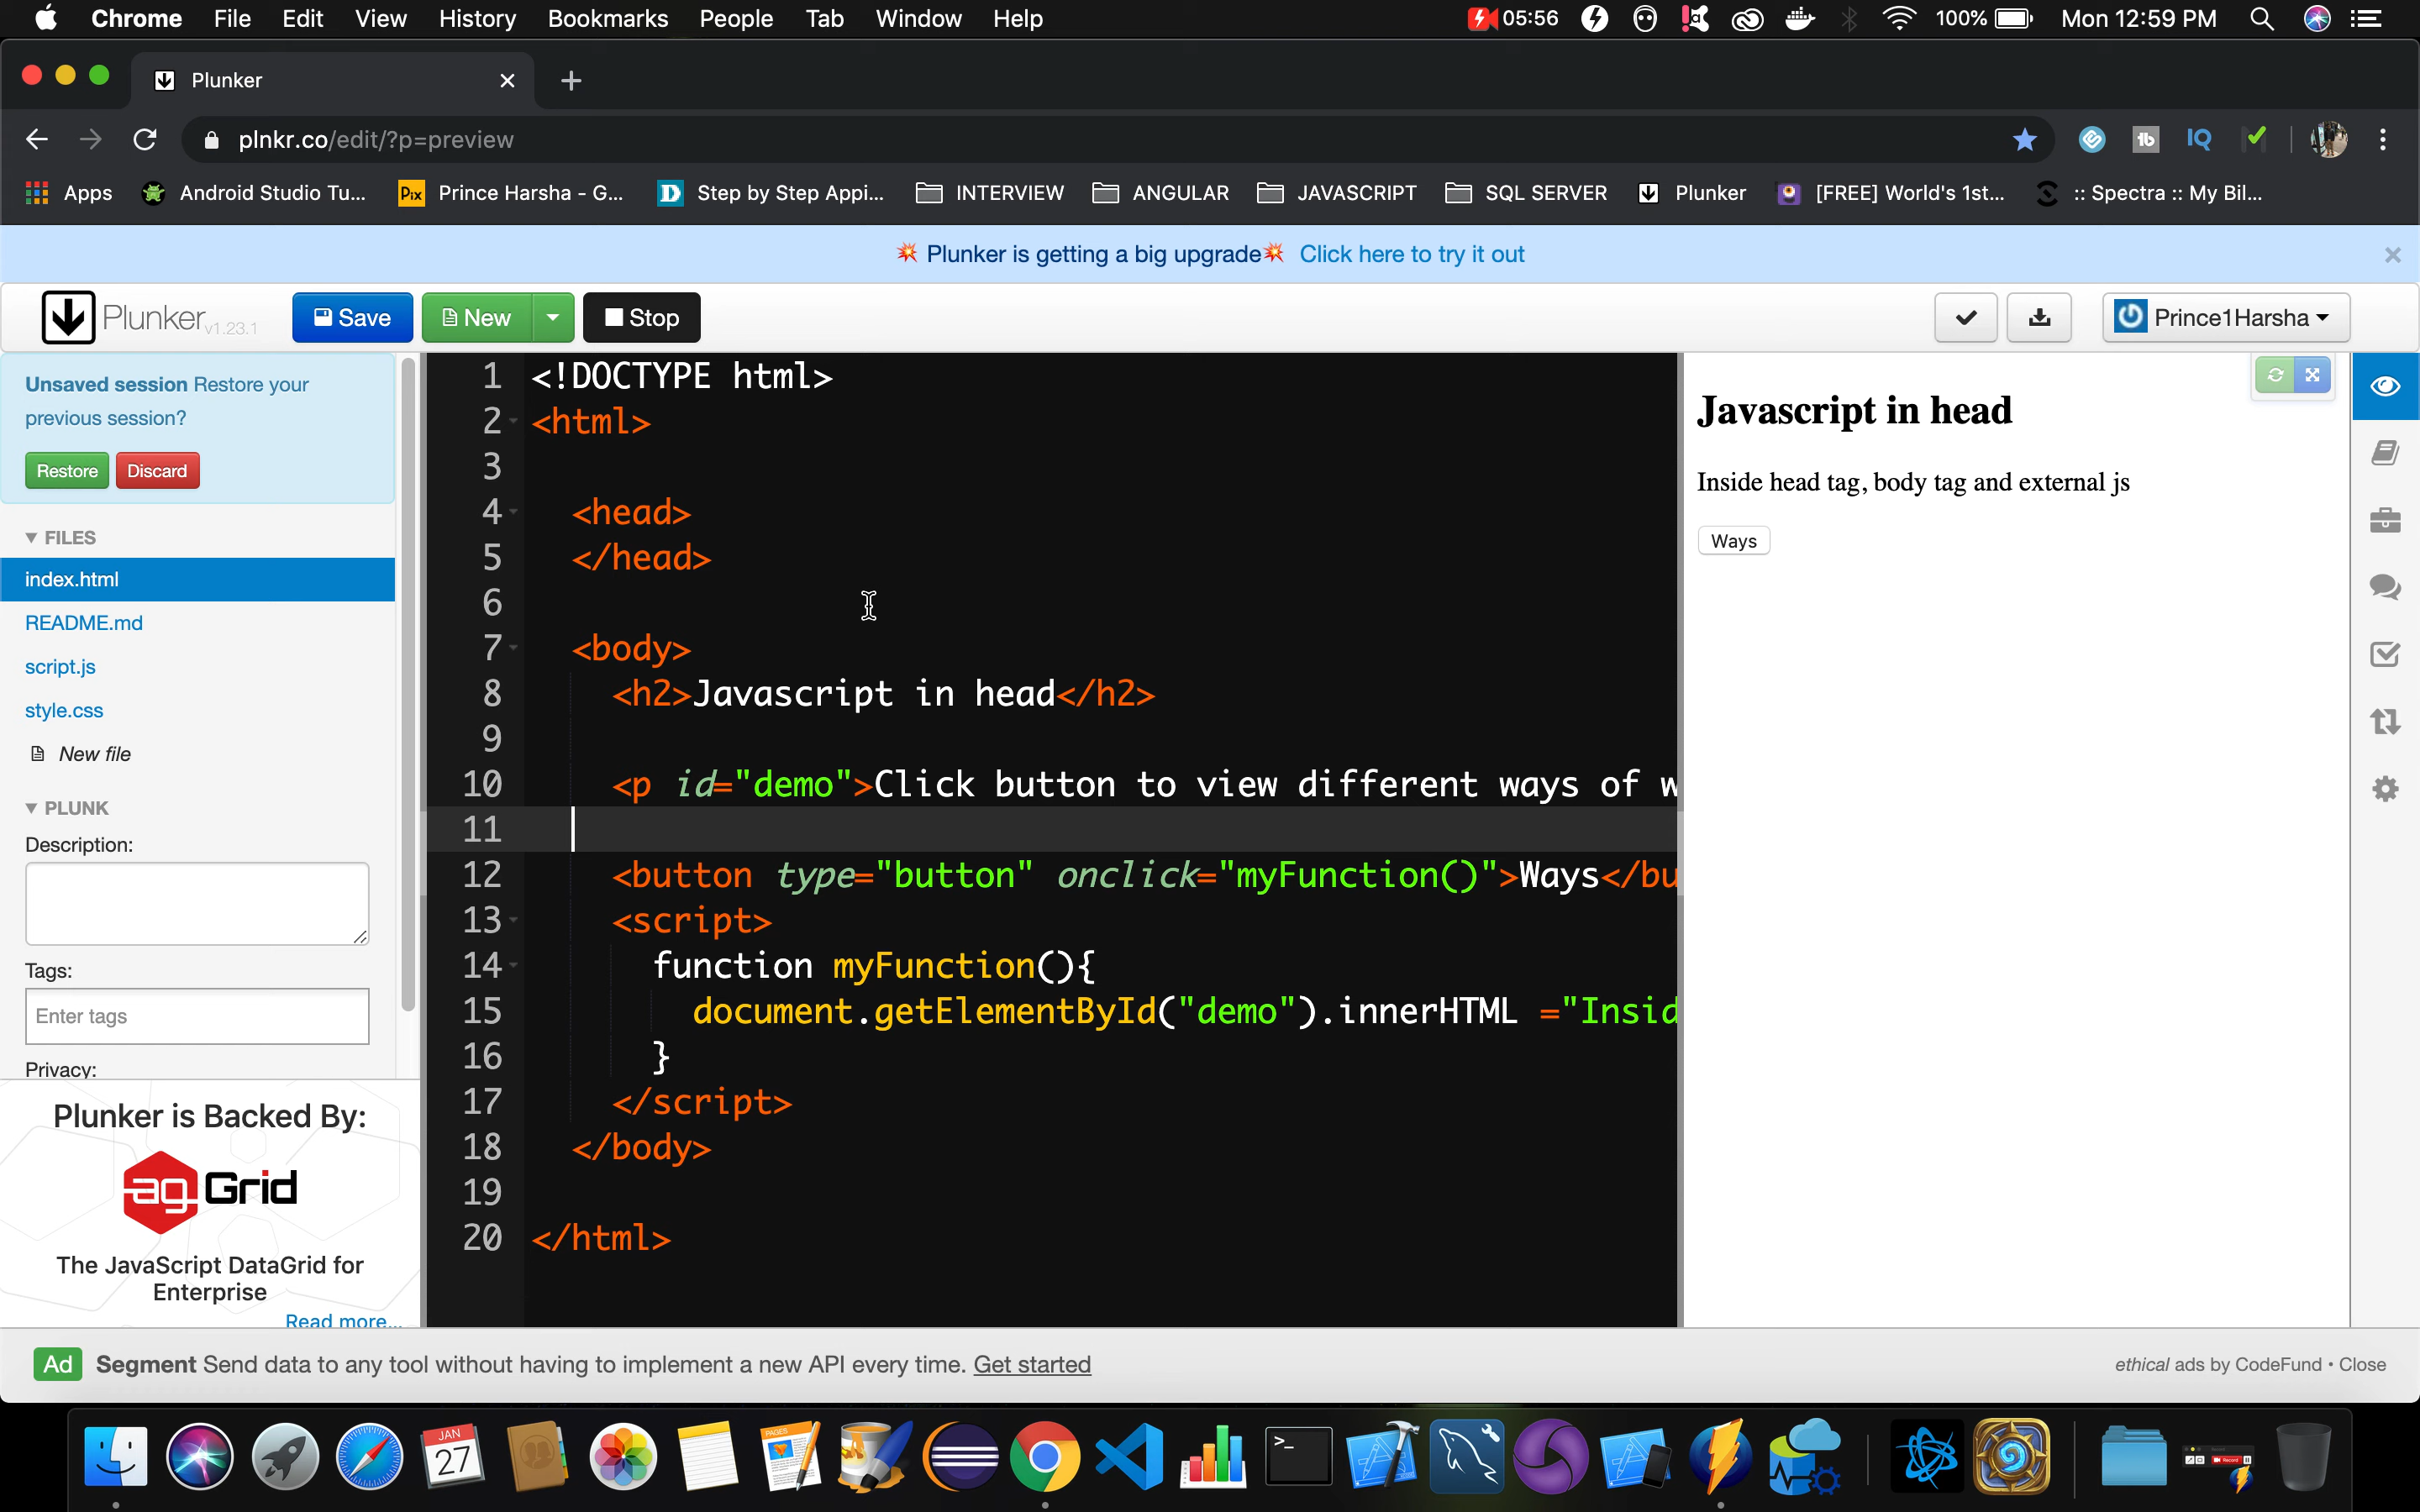 Chrome File Edit View History Bookmarks People Tab Window Help 05:56 100% Mon 12:59 PM
Plunker
plnkr.co/edit/?p=preview
Apps Android Studio Tu... Prince Harsha - G... Step by Step Appi... INTERVIEW ANGULAR JAVASCRIPT SQL SERVER Plunker [FREE] World's 1st... :: Spectra :: My Bil...
Plunker is getting a big upgrade Click here to try it out
Plunker v1.23.1 Save New Stop Prince1Harsha
Unsaved session Restore your
previous session?
Restore Discard
FILES
index.html
README.md
script.js
style.css
New file
PLUNK
Description:
Tags:
Enter tags
Privacy:
Plunker is Backed By:
ag Grid
The JavaScript DataGrid for
Enterprise
Read more...
1 <!DOCTYPE html>
2 <html>
3
4 <head>
5 </head>
6
7 <body>
8 <h2>Javascript in head</h2>
9
10 <p id="demo">Click button to view different ways of w
11
12 <button type="button" onclick="myFunction()">Ways</bu
13 <script>
14 function myFunction(){
15 document.getElementById("demo").innerHTML ="Insid
16 }
17 </script>
18 </body>
19
20 </html>
Javascript in head
Inside head tag, body tag and external js
Ways
Ad Segment Send data to any tool without having to implement a new API every time. Get started
ethical ads by CodeFund • Close
JAN
27
PAGES